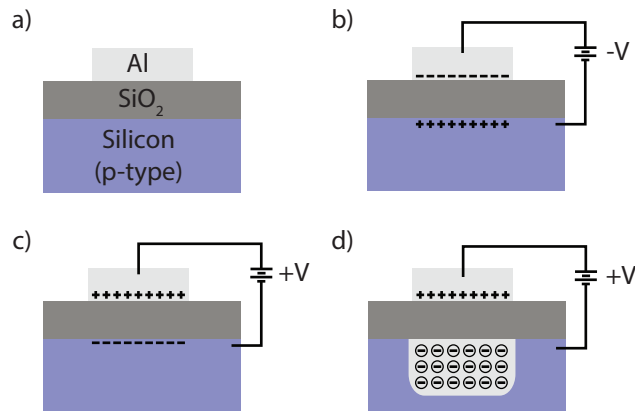 a)
Al
SiO₂
Silicon
(p-type)
b)
-V
c)
+V
d)
+V